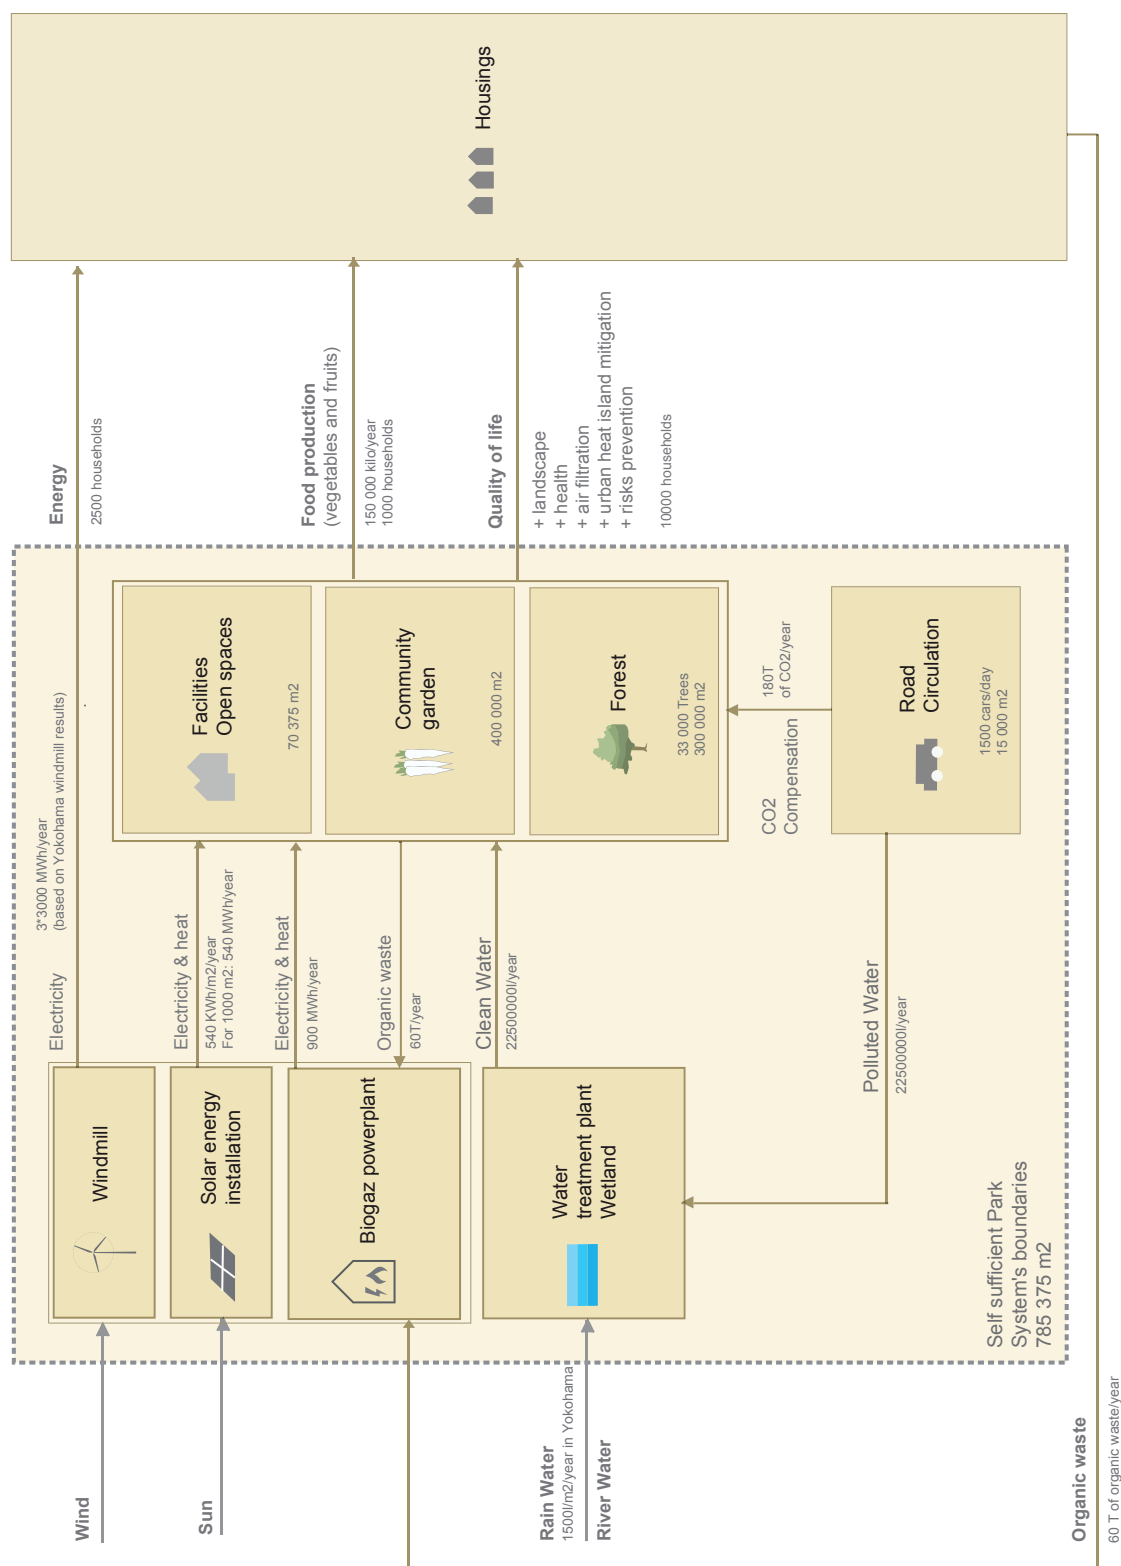 Wind
Sun
Rain Water
1500l/m2/year in Yokohama
River Water
Organic waste
60 T of organic waste/year
Windmill
Solar energy
installation
Biogaz powerplant
Water
treatment plant
Wetland
Self sufficient Park
System's boundaries
785 375 m2
Electricity
3*3000 MWh/year
(based on Yokohama windmill results)
Electricity & heat
540 KWh/m2/year
For 1000 m2: 540 MWh/year
Electricity & heat
900 MWh/year
Organic waste
60T/year
Clean Water
22500000l/year
Polluted Water
22500000l/year
Facilities
Open spaces
70 375 m2
Community
garden
400 000 m2
Forest
33 000 Trees
300 000 m2
CO2
Compensation
180T
of CO2/year
Road
Circulation
1500 cars/day
15 000 m2
Energy
2500 households
Food production
(vegetables and fruits)
150 000 kilo/year
1000 households
Quality of life
+ landscape
+ health
+ air filtration
+ urban heat island mitigation
+ risks prevention
10000 households
Housings